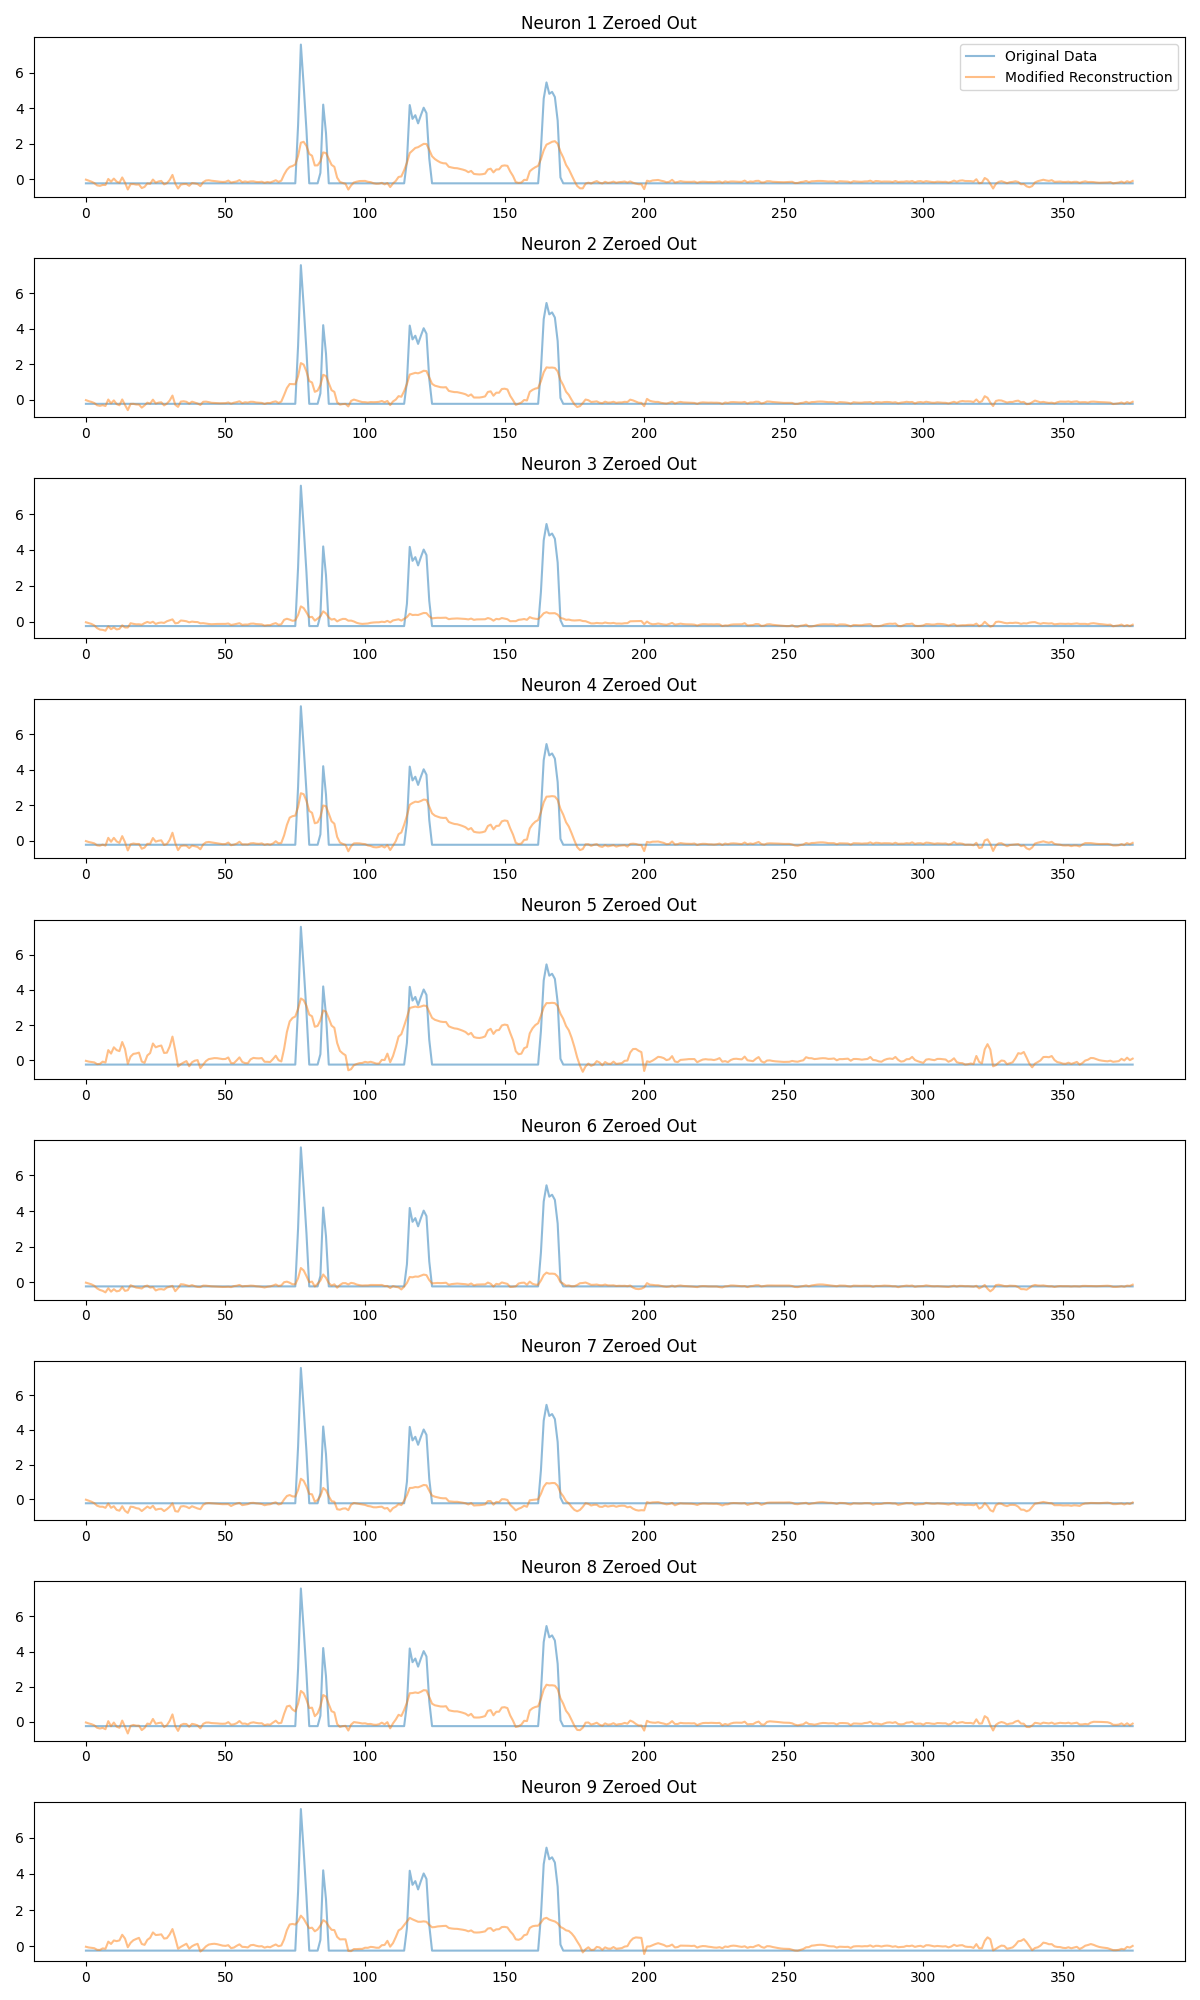 Neuron 1 Zeroed Out
Original Data
Modified Reconstruction
6
4
2
0
0 50 100 150 200 250 300 350
Neuron 2 Zeroed Out
6
4
2
0
0 50 100 150 200 250 300 350
Neuron 3 Zeroed Out
6
4
2
0
0 50 100 150 200 250 300 350
Neuron 4 Zeroed Out
6
4
2
0
0 50 100 150 200 250 300 350
Neuron 5 Zeroed Out
6
4
2
0
0 50 100 150 200 250 300 350
Neuron 6 Zeroed Out
6
4
2
0
0 50 100 150 200 250 300 350
Neuron 7 Zeroed Out
6
4
2
0
0 50 100 150 200 250 300 350
Neuron 8 Zeroed Out
6
4
2
0
0 50 100 150 200 250 300 350
Neuron 9 Zeroed Out
6
4
2
0
0 50 100 150 200 250 300 350